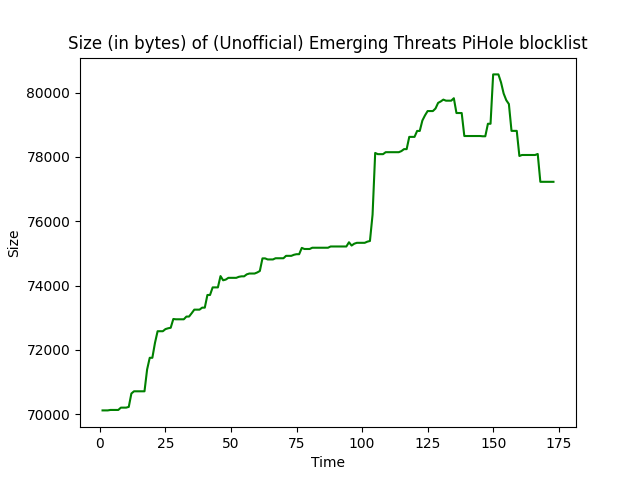 Size (in bytes) of (Unofficial) Emerging Threats PiHole blocklist
80000
78000
76000
74000
72000
70000
Size
0 25 50 75 100 125 150 175
Time